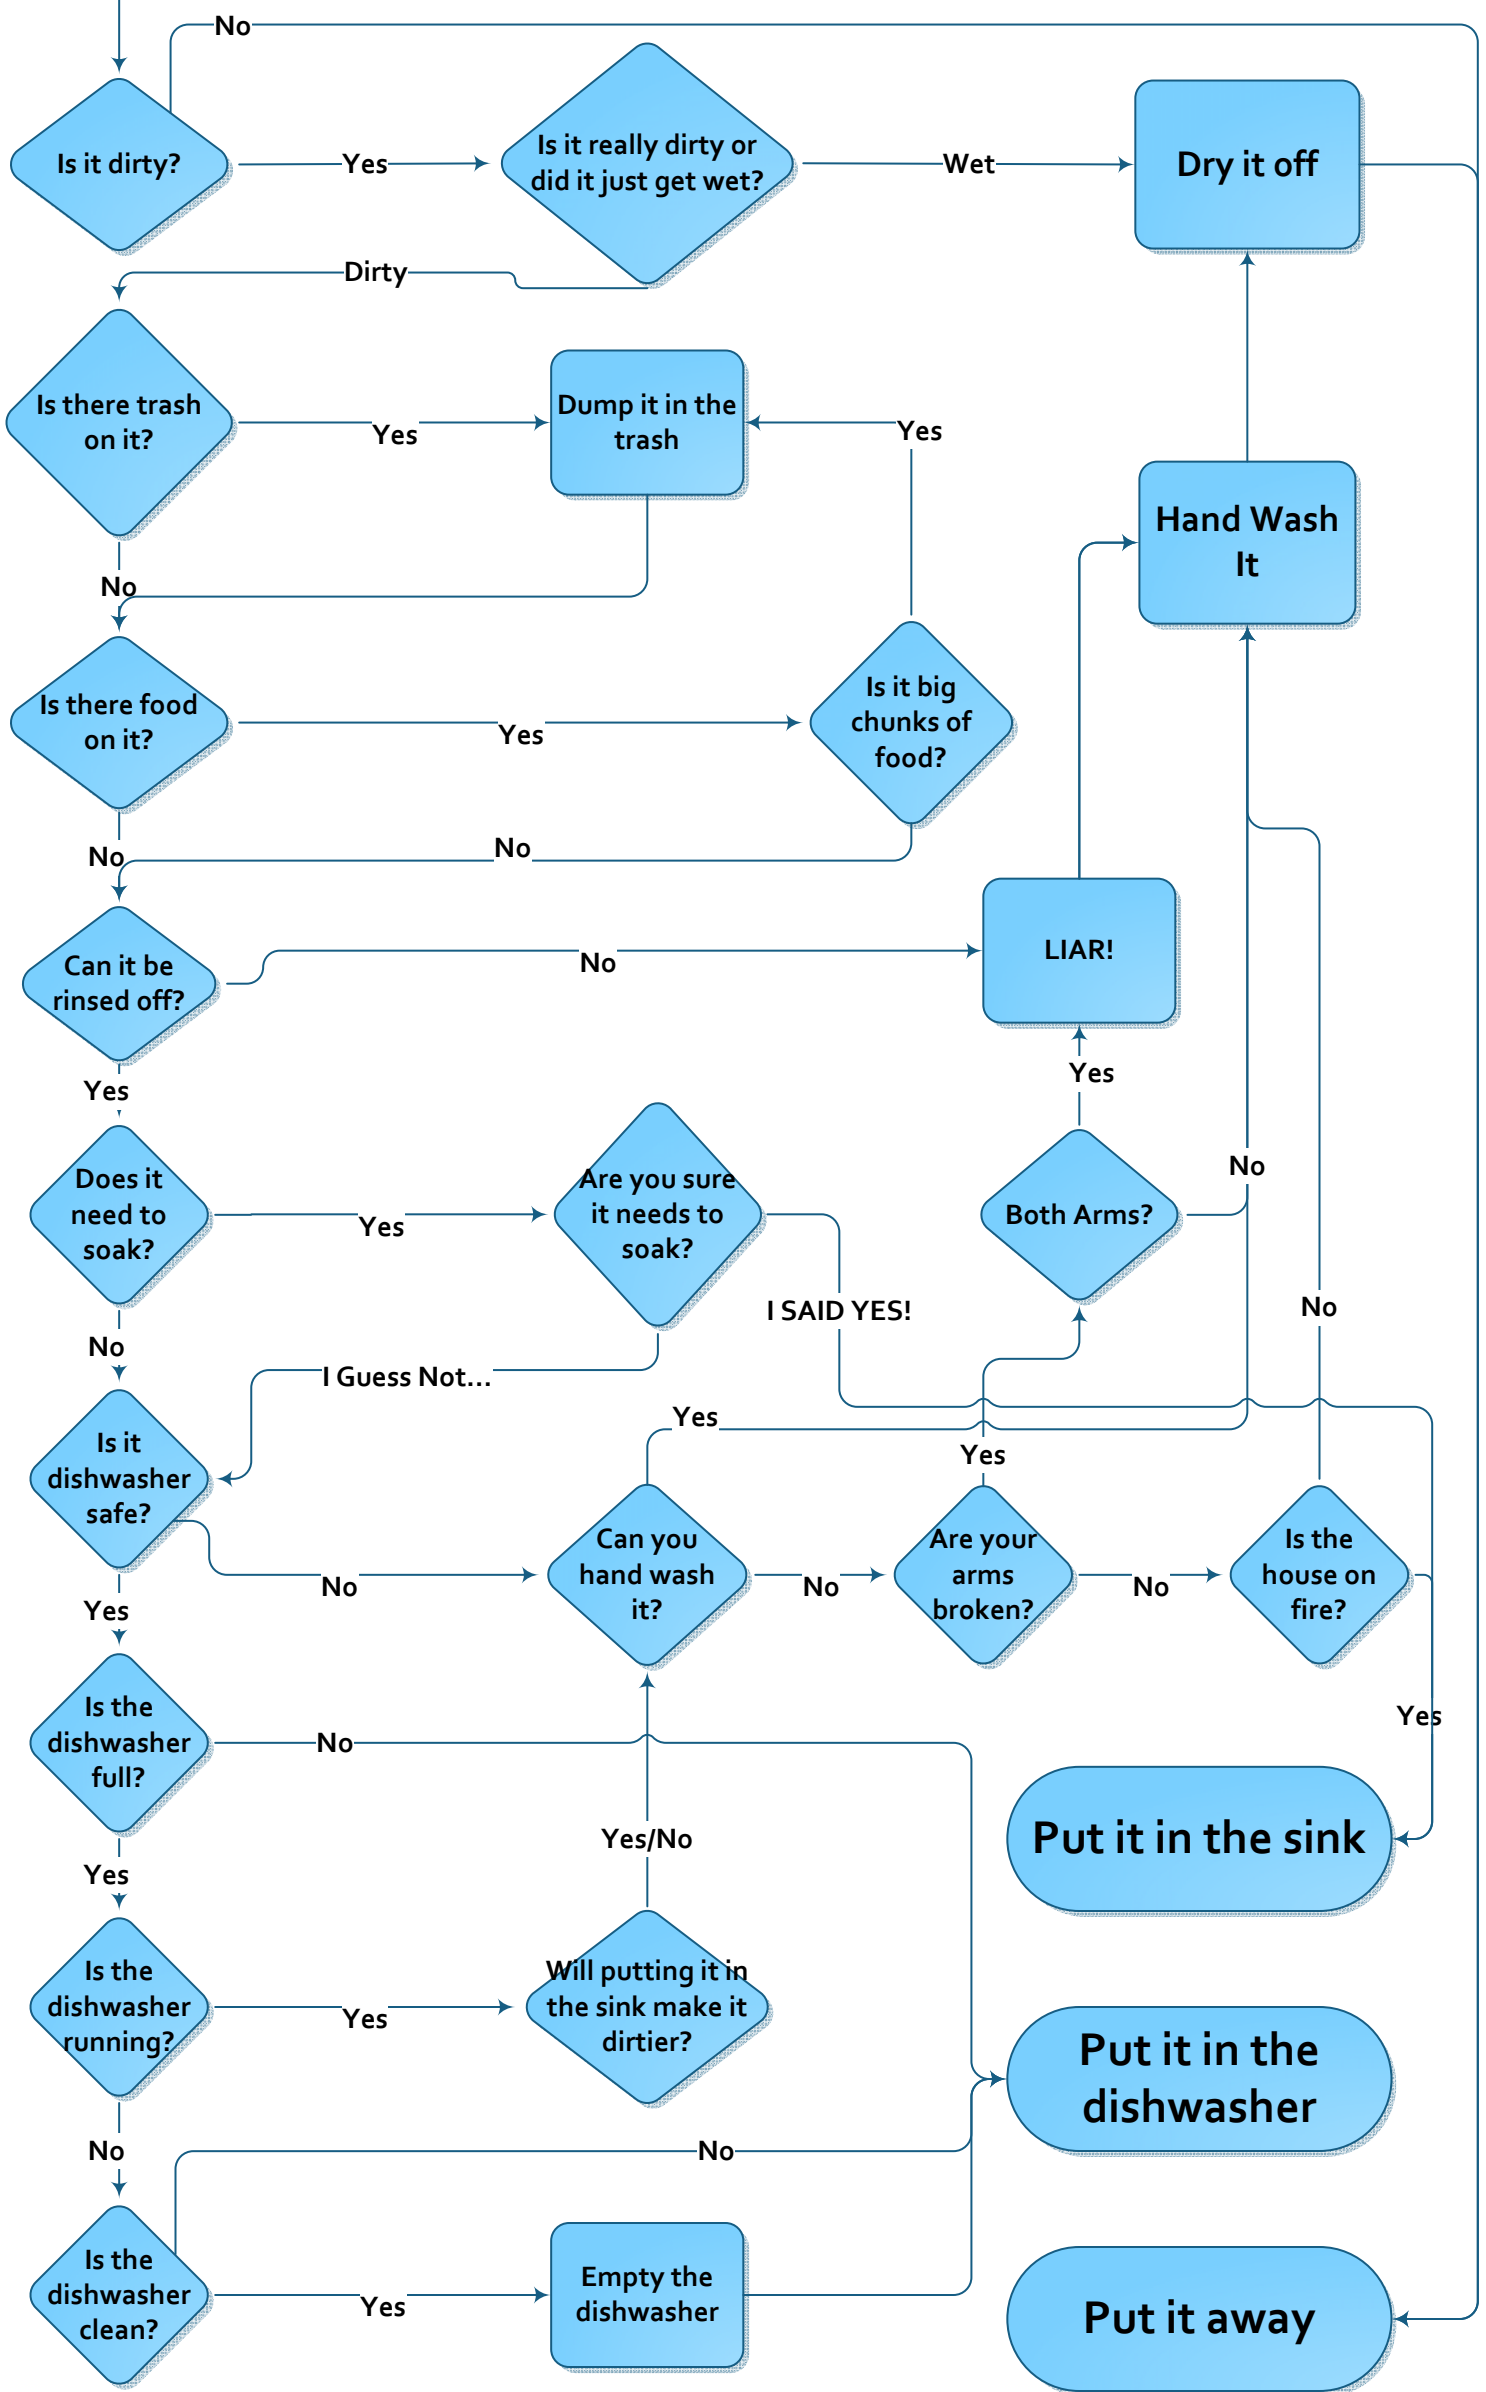 No
Is it dirty?
Yes
Is it really dirty or
did it just get wet?
Wet
Dry it off
Dirty
Is there trash
on it?
Yes
Dump it in the
trash
Yes
Hand Wash
It
No
Is there food
on it?
Yes
Is it big
chunks of
food?
No
No
Can it be
rinsed off?
No
LIAR!
Yes
Yes
Does it
need to
soak?
Yes
Are you sure
it needs to
soak?
Both Arms?
No
I SAID YES!
No
No
I Guess Not...
Yes
Is it
dishwasher
safe?
Yes
No
Can you
hand wash
it?
No
Are your
arms
broken?
No
Is the
house on
fire?
Yes
Is the
dishwasher
full?
No
Yes
Put it in the sink
Yes
Yes/No
Is the
dishwasher
running?
Yes
Will putting it in
the sink make it
dirtier?
Put it in the
dishwasher
No
No
Is the
dishwasher
clean?
Yes
Empty the
dishwasher
Put it away